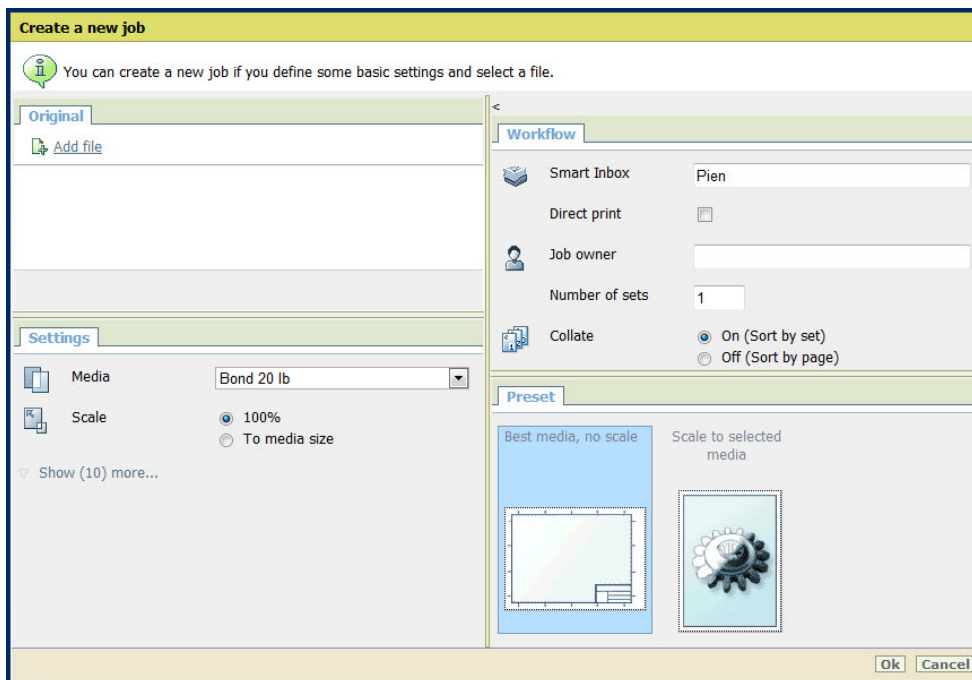 Create a new job
You can create a new job if you define some basic settings and select a file.
Original
Add file
Settings
Media
Bond 20 lb
Scale
100%
To media size
Show (10) more...
<
Workflow
Smart Inbox
Pien
Direct print
Job owner
Number of sets
1
Collate
On (Sort by set)
Off (Sort by page)
Preset
Best media, no scale
Scale to selected
media
Ok
Cancel